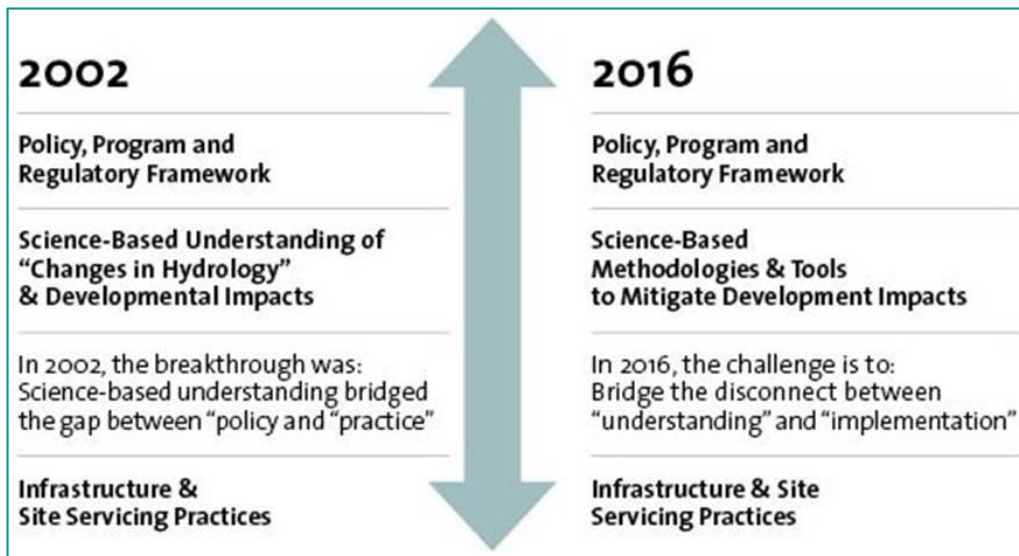 2002
Policy, Program and
Regulatory Framework
Science-Based Understanding of
“Changes in Hydrology”
& Developmental Impacts
In 2002, the breakthrough was:
Science-based understanding bridged
the gap between “policy and “practice”
Infrastructure &
Site Servicing Practices
2016
Policy, Program and
Regulatory Framework
Science-Based
Methodologies & Tools
to Mitigate Development Impacts
In 2016, the challenge is to:
Bridge the disconnect between
“understanding” and “implementation”
Infrastructure & Site
Servicing Practices